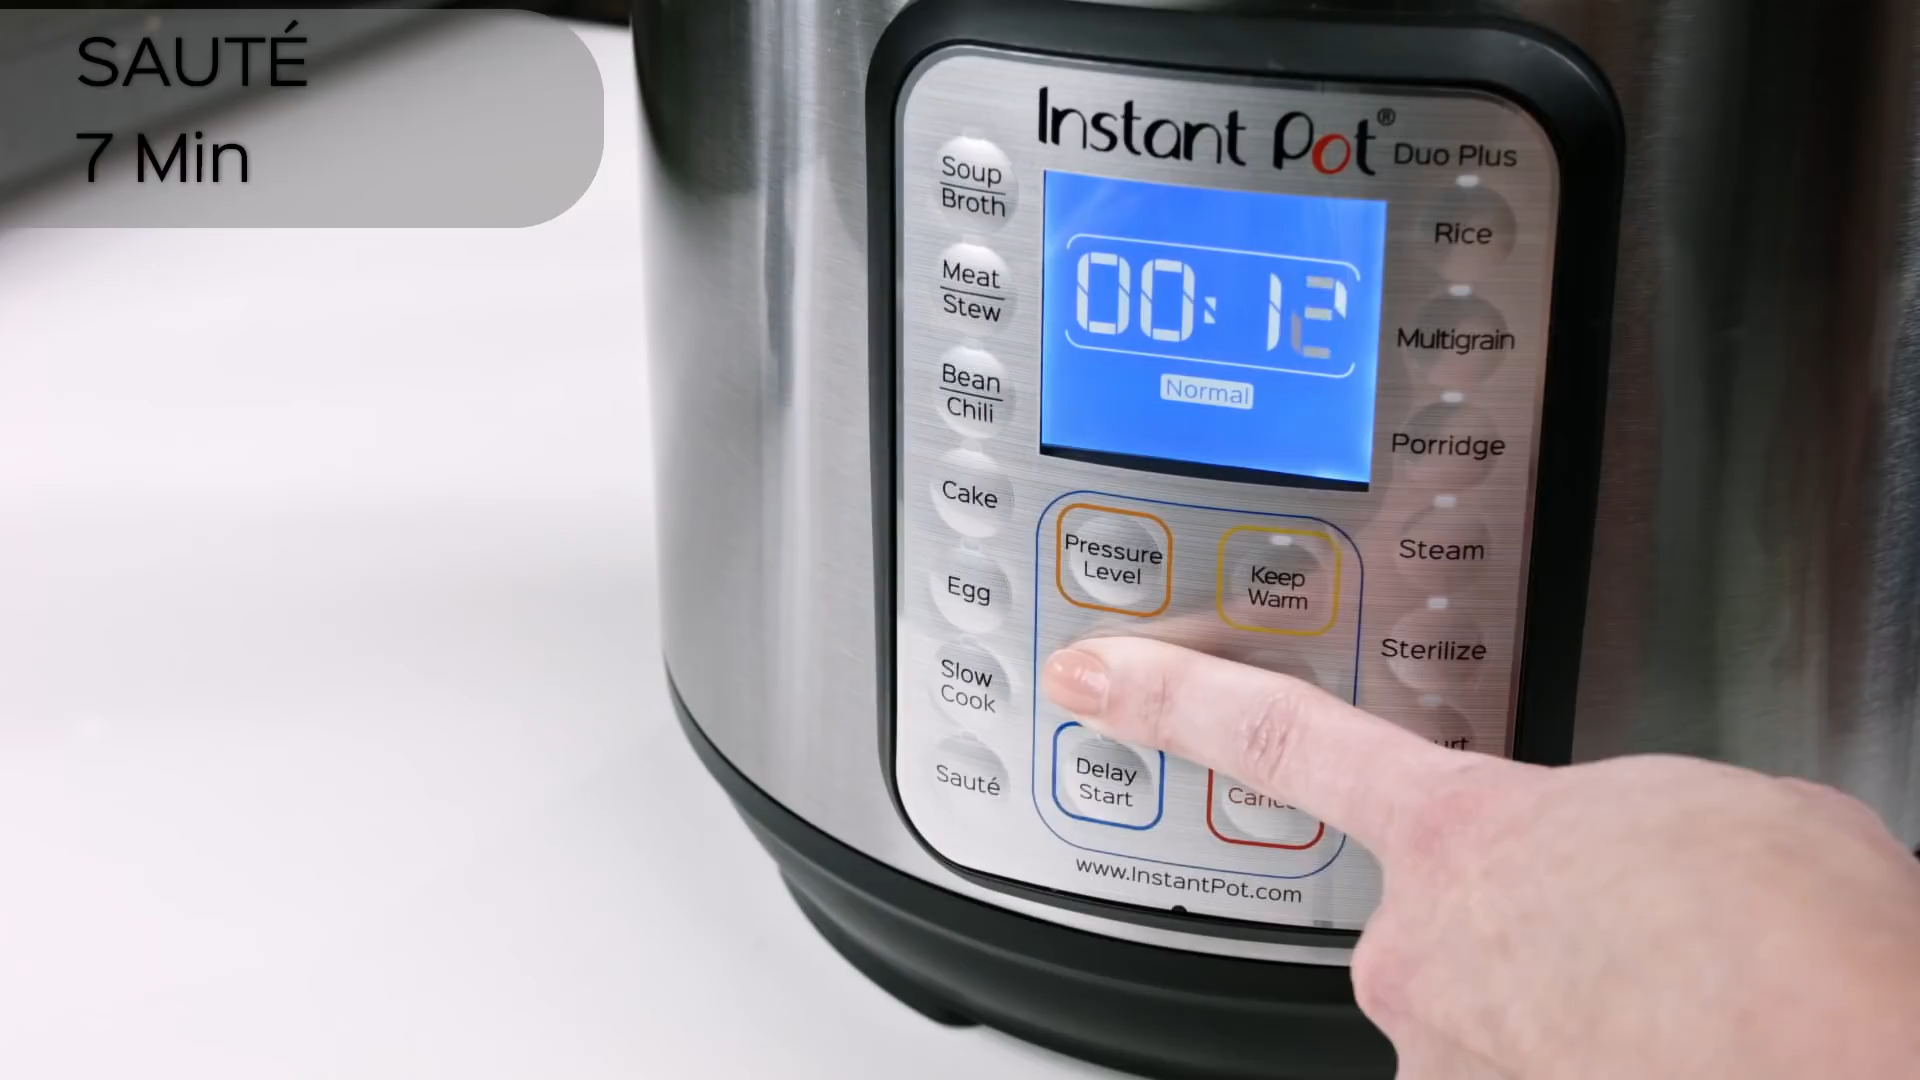 SAUTÉ
7 Min
Instant Pot® Duo Plus
Soup
Broth
Meat
Stew
Bean
Chili
Cake
Egg
Slow
Cook
Sauté
00:12
Normal
Pressure
Level
Keep
Warm
Delay
Start
Rice
Multigrain
Porridge
Steam
Sterilize
www.InstantPot.com